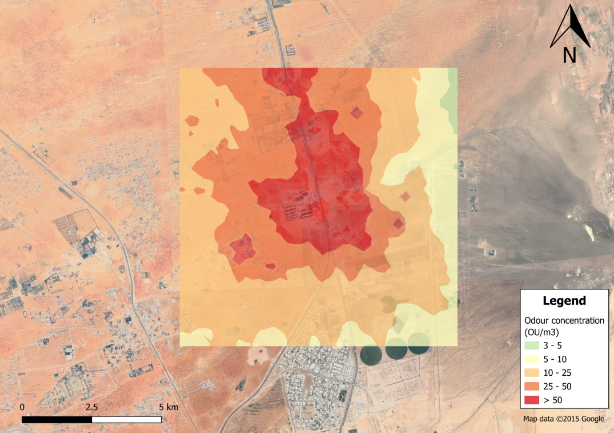 N
Legend
Odour concentration
(OU/m3)
3 - 5
5 - 10
10 - 25
25 - 50
> 50
Map data ©2015 Google
0 2.5 5 km